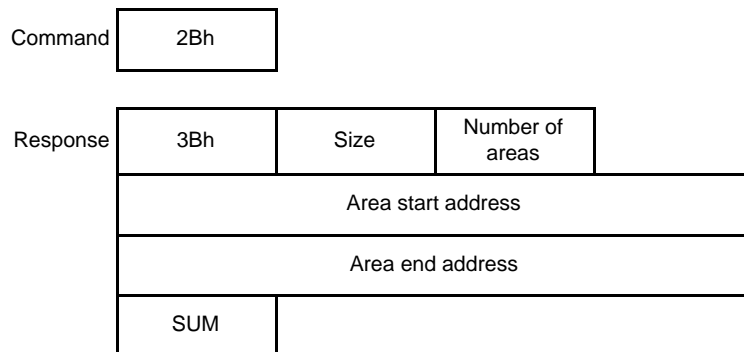 Command 2Bh
Response 3Bh Size Number of
areas
Area start address
Area end address
SUM